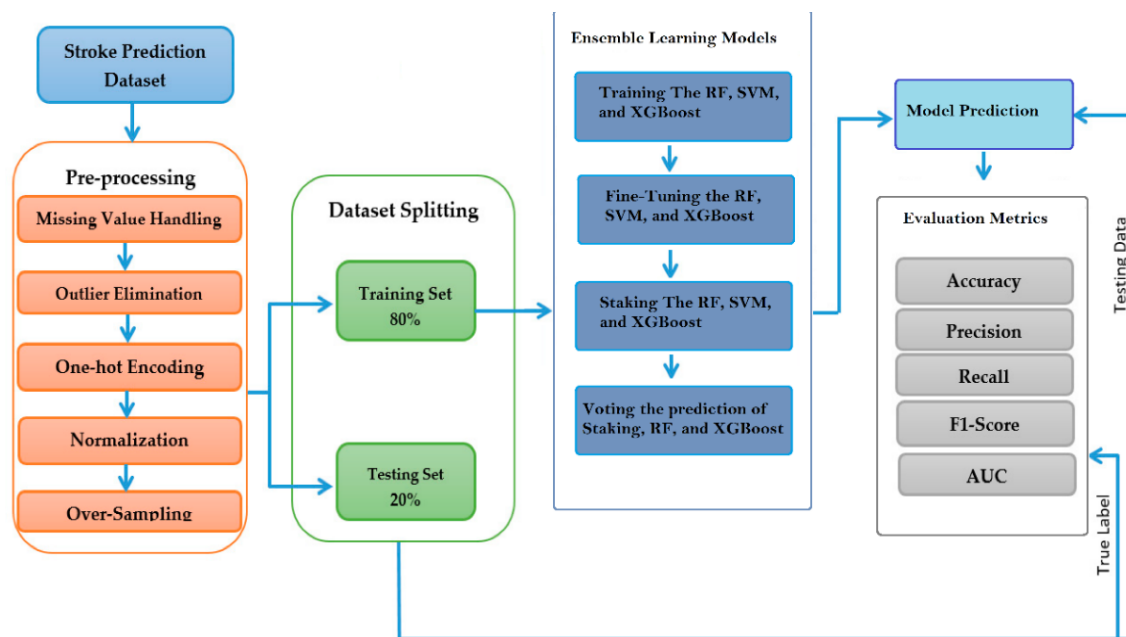 Stroke Prediction
Dataset
Pre-processing
Missing Value Handling
Outlier Elimination
One-hot Encoding
Normalization
Over-Sampling
Dataset Splitting
Training Set
80%
Testing Set
20%
Ensemble Learning Models
Training The RF, SVM,
and XGBoost
Fine-Tuning the RF,
SVM, and XGBoost
Staking The RF, SVM,
and XGBoost
Voting the prediction of
Staking, RF, and XGBoost
Model Prediction
Evaluation Metrics
Accuracy
Precision
Recall
F1-Score
AUC
Testing Data
True Label